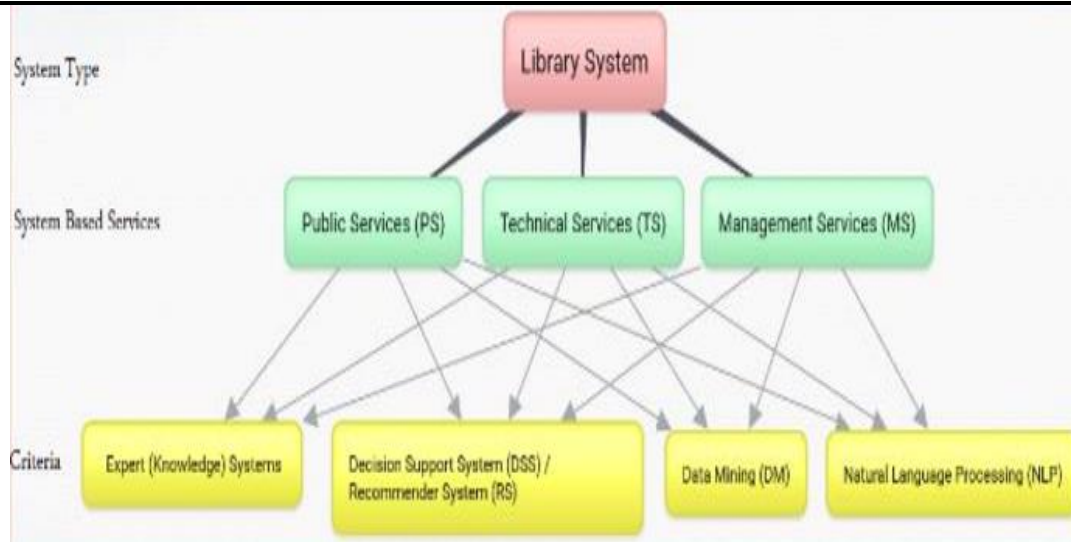 System Type
Library System
System Based Services
Public Services (PS)
Technical Services (TS)
Management Services (MS)
Criteria
Expert (Knowledge) Systems
Decision Support System (DSS) /
Recommender System (RS)
Data Mining (DM)
Natural Language Processing (NLP)